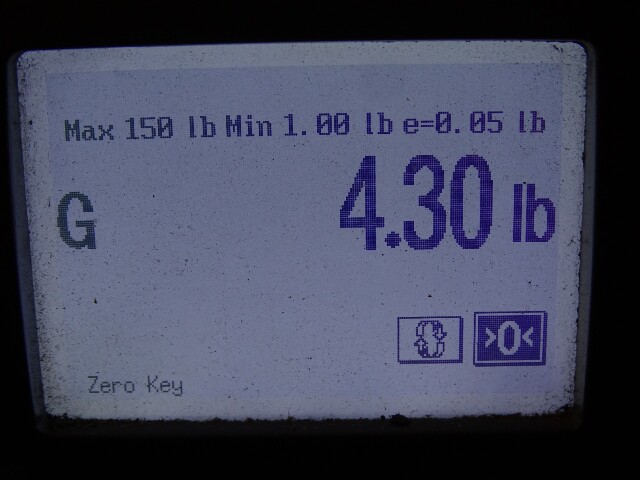 Max 150 lb Min 1.00 lb e=0.05 lb
G 4.30 lb
>0<
Zero Key